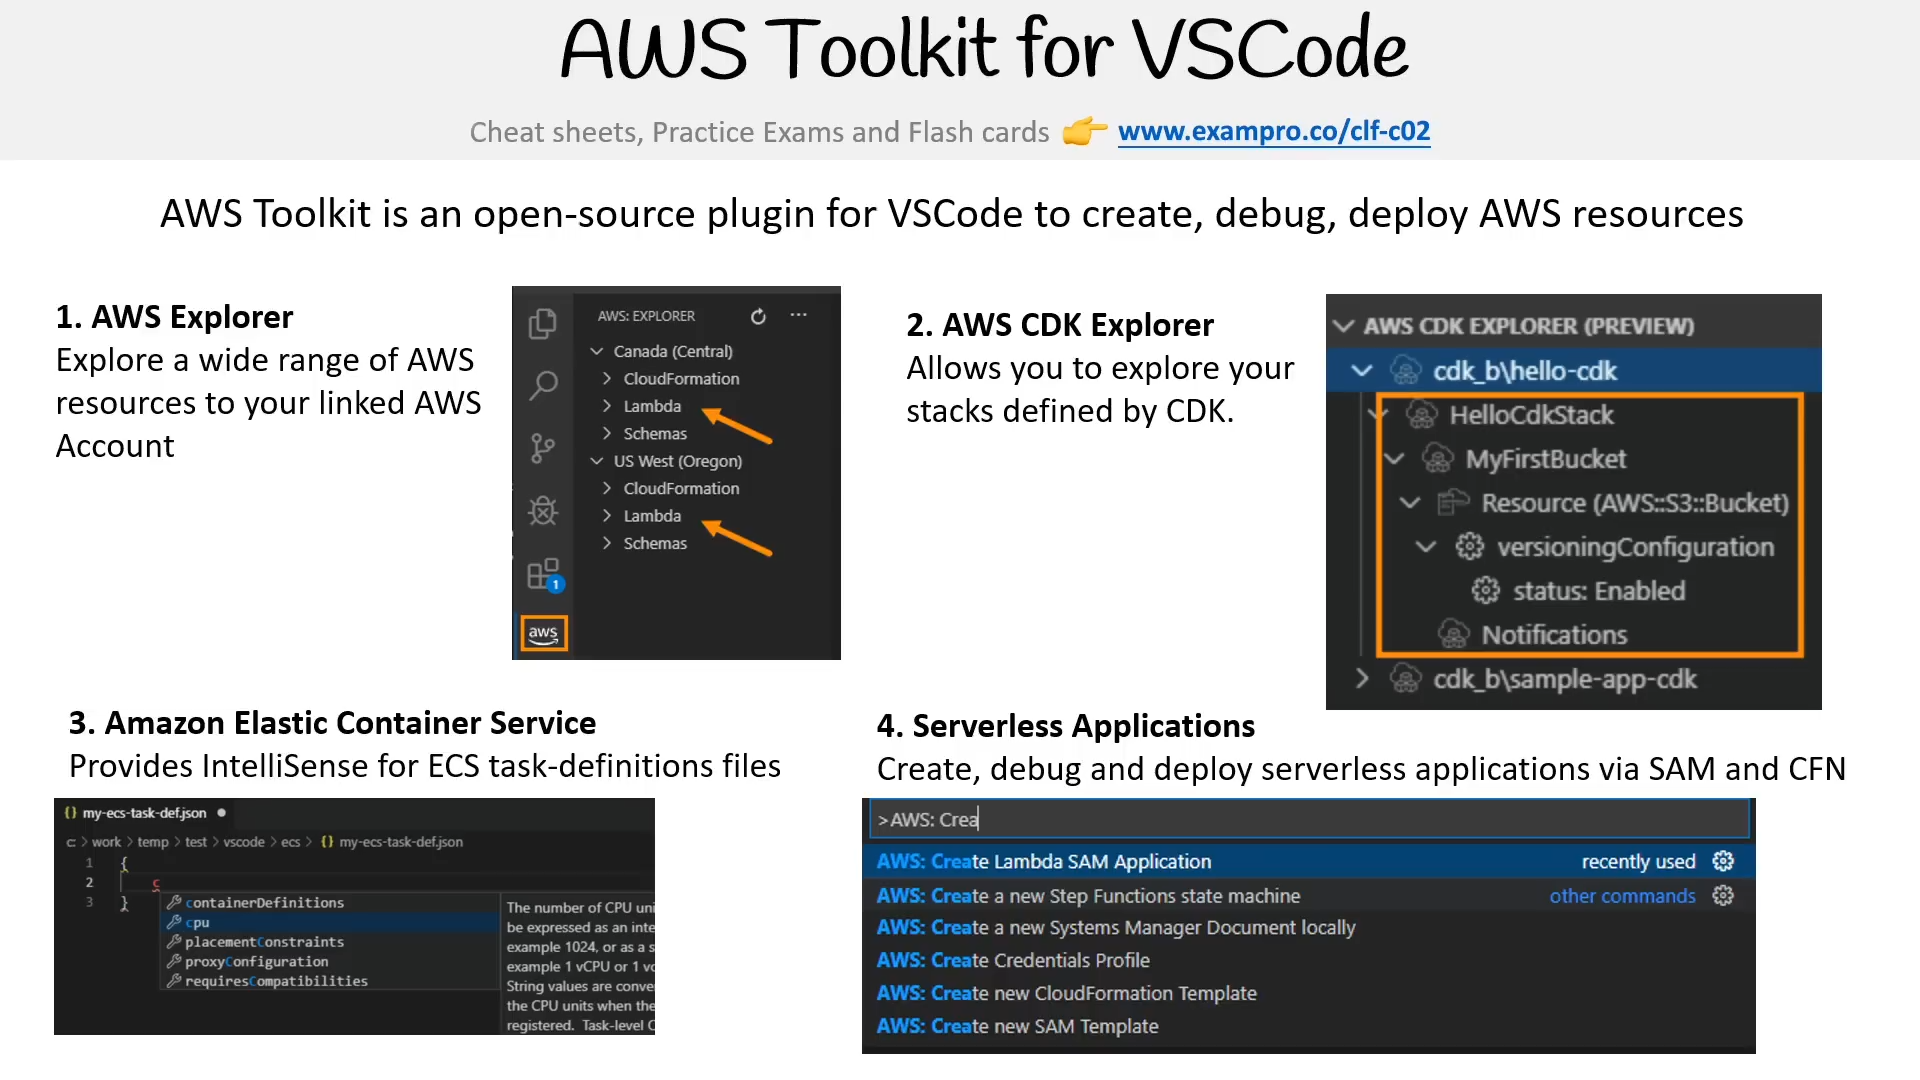 AWS Toolkit for VSCode
Cheat sheets, Practice Exams and Flash cards 👉 www.exampro.co/clf-c02
AWS Toolkit is an open-source plugin for VSCode to create, debug, deploy AWS resources
1. AWS Explorer
Explore a wide range of AWS
resources to your linked AWS
Account
AWS: EXPLORER
Canada (Central)
CloudFormation
Lambda
Schemas
US West (Oregon)
CloudFormation
Lambda
Schemas
1
aws
2. AWS CDK Explorer
Allows you to explore your
stacks defined by CDK.
AWS CDK EXPLORER (PREVIEW)
cdk_b\hello-cdk
HelloCdkStack
MyFirstBucket
Resource (AWS::S3::Bucket)
versioningConfiguration
status: Enabled
Notifications
cdk_b\sample-app-cdk
3. Amazon Elastic Container Service
Provides IntelliSense for ECS task-definitions files
{} my-ecs-task-def.json ●
c: > work > temp > test > vscode > ecs > {} my-ecs-task-def.json
1 {
2 c
3 }
containerDefinitions
cpu
placementConstraints
proxyConfiguration
requiresCompatibilities
The number of CPU uni
be expressed as an inte
example 1024, or as a s
example 1 vCPU or 1 vc
String values are conve
the CPU units when the
registered. Task-level C
4. Serverless Applications
Create, debug and deploy serverless applications via SAM and CFN
>AWS: Crea
AWS: Create Lambda SAM Application recently used
AWS: Create a new Step Functions state machine other commands
AWS: Create a new Systems Manager Document locally
AWS: Create Credentials Profile
AWS: Create new CloudFormation Template
AWS: Create new SAM Template